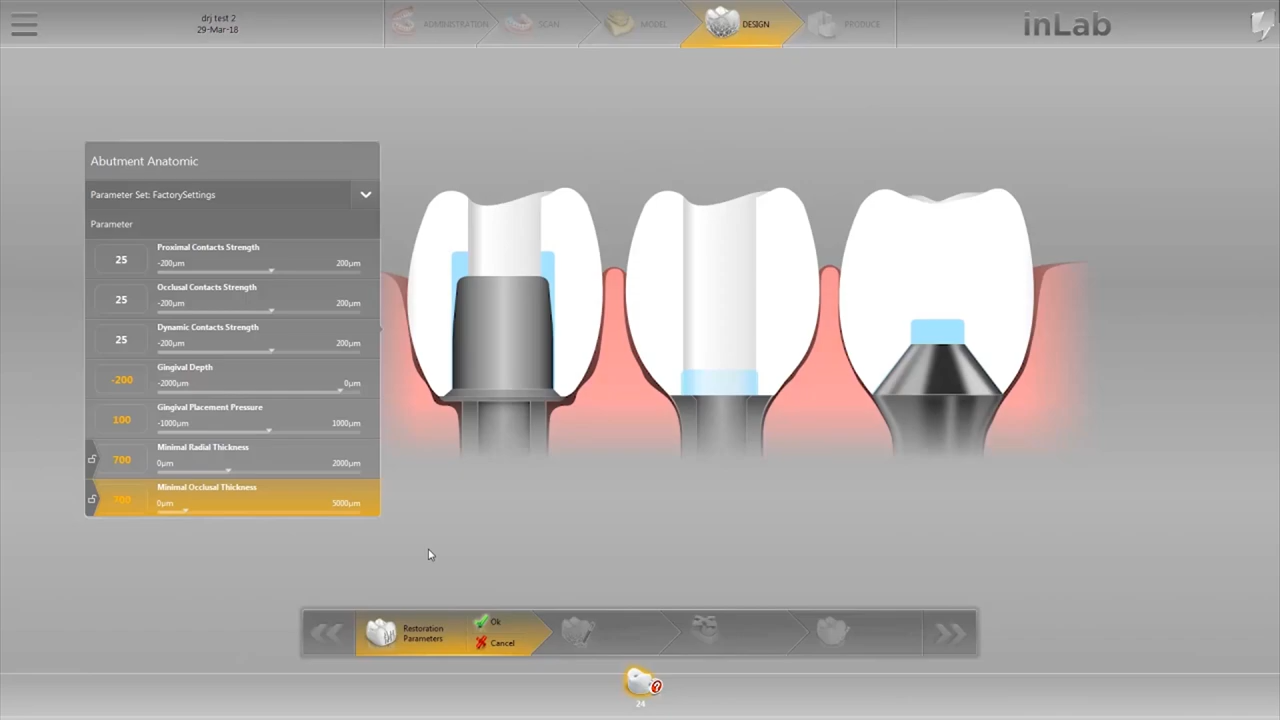 drj test 2
29-Mar-18
ADMINISTRATION
SCAN
MODEL
DESIGN
PRODUCE
inLab
Abutment Anatomic
Parameter Set: FactorySettings
Parameter
25
Proximal Contacts Strength
-200µm 200µm
25
Occlusal Contacts Strength
-200µm 200µm
25
Dynamic Contacts Strength
-200µm 200µm
-200
Gingival Depth
-2000µm 0µm
100
Gingival Placement Pressure
-1000µm 1000µm
700
Minimal Radial Thickness
0µm 2000µm
700
Minimal Occlusal Thickness
0µm 5000µm
Restoration
Parameters
Ok
Cancel
?
24